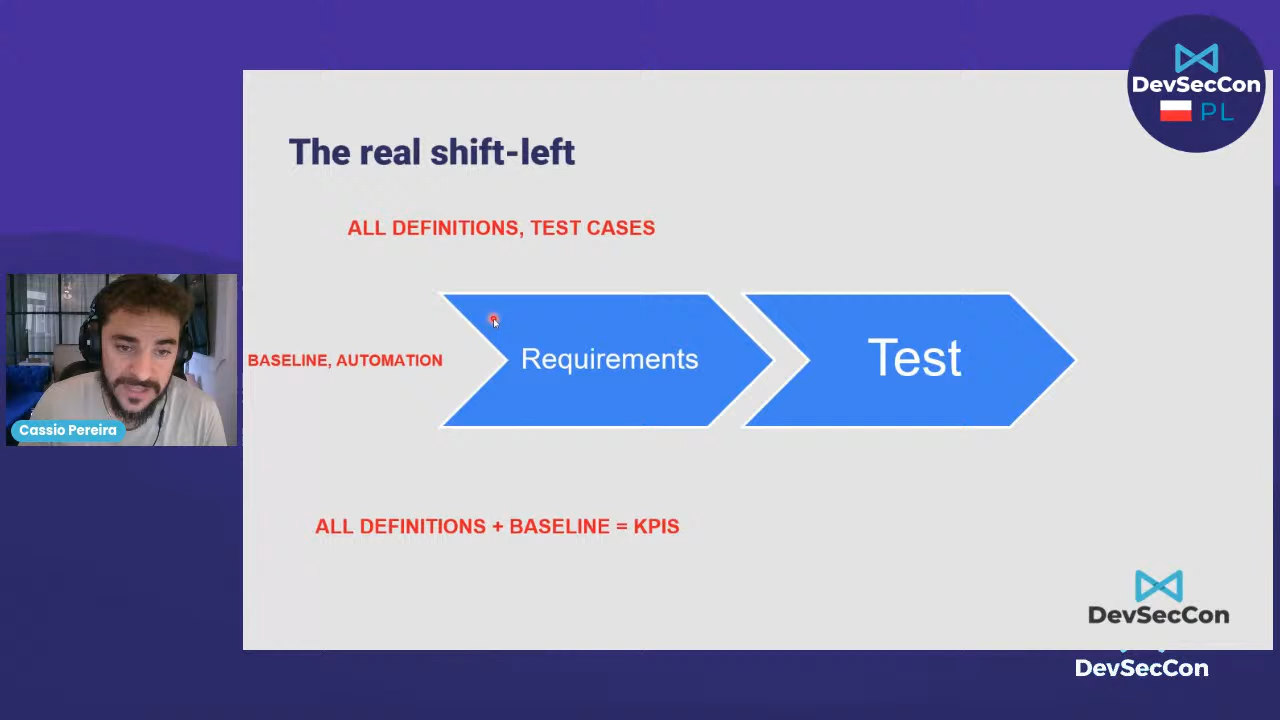 DevSecCon
PL
The real shift-left
ALL DEFINITIONS, TEST CASES
BASELINE, AUTOMATION
Requirements
Test
Cassio Pereira
ALL DEFINITIONS + BASELINE = KPIS
DevSecCon
DevSecCon